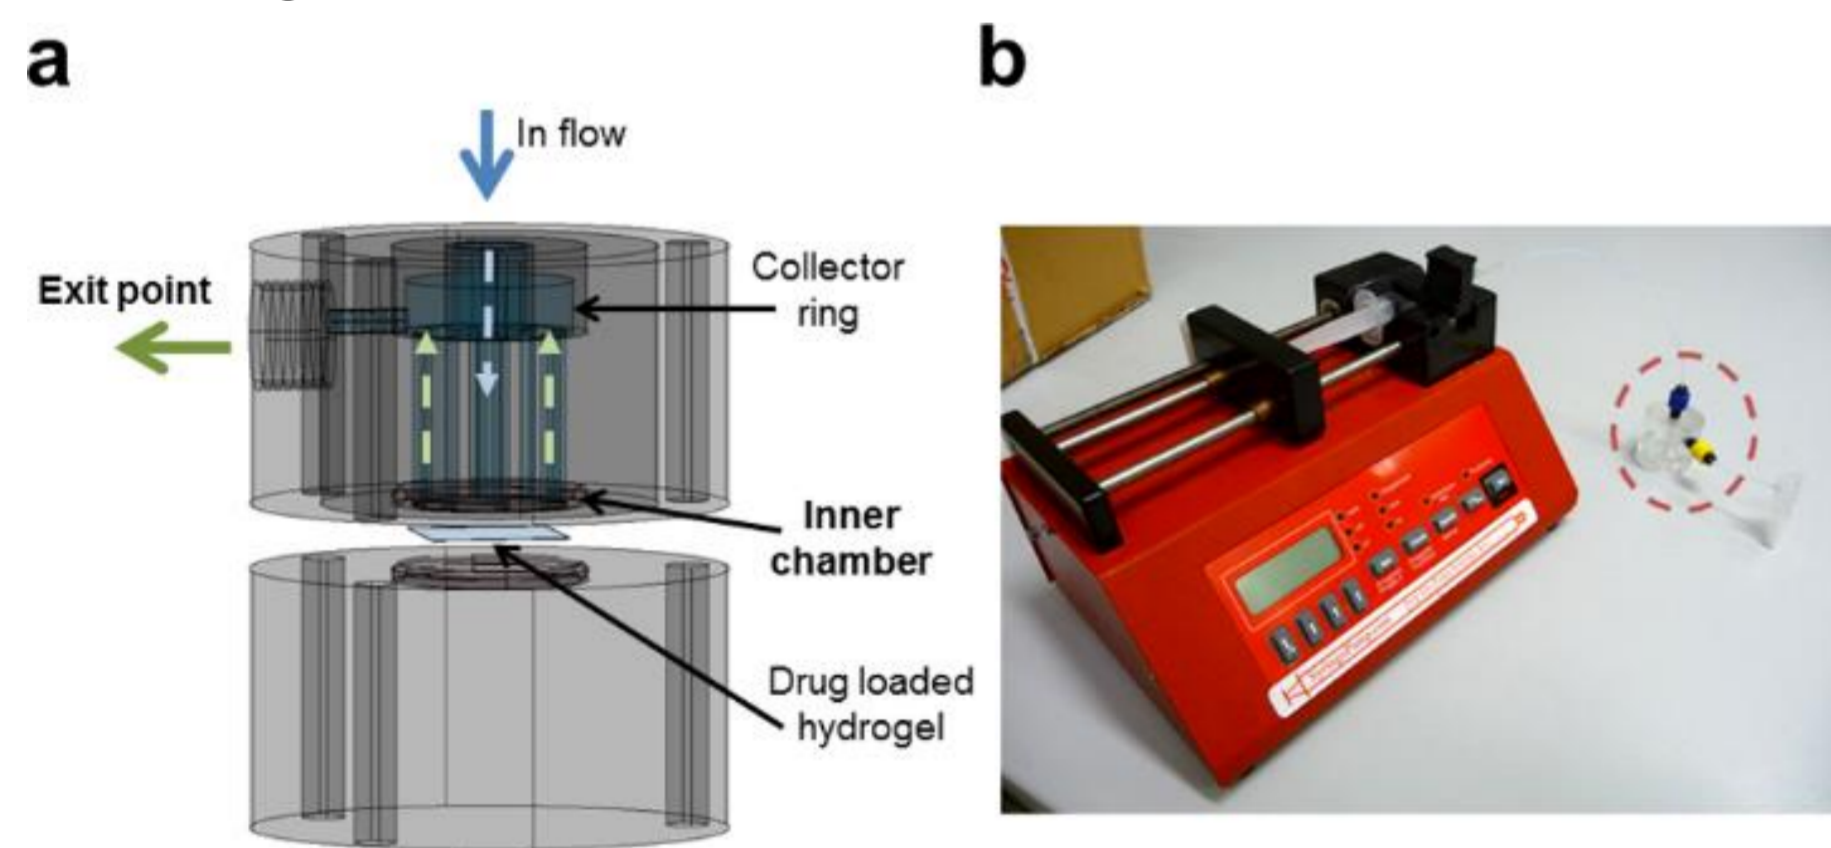 a
b
In flow
Exit point
Collector
ring
Inner
chamber
Drug loaded
hydrogel